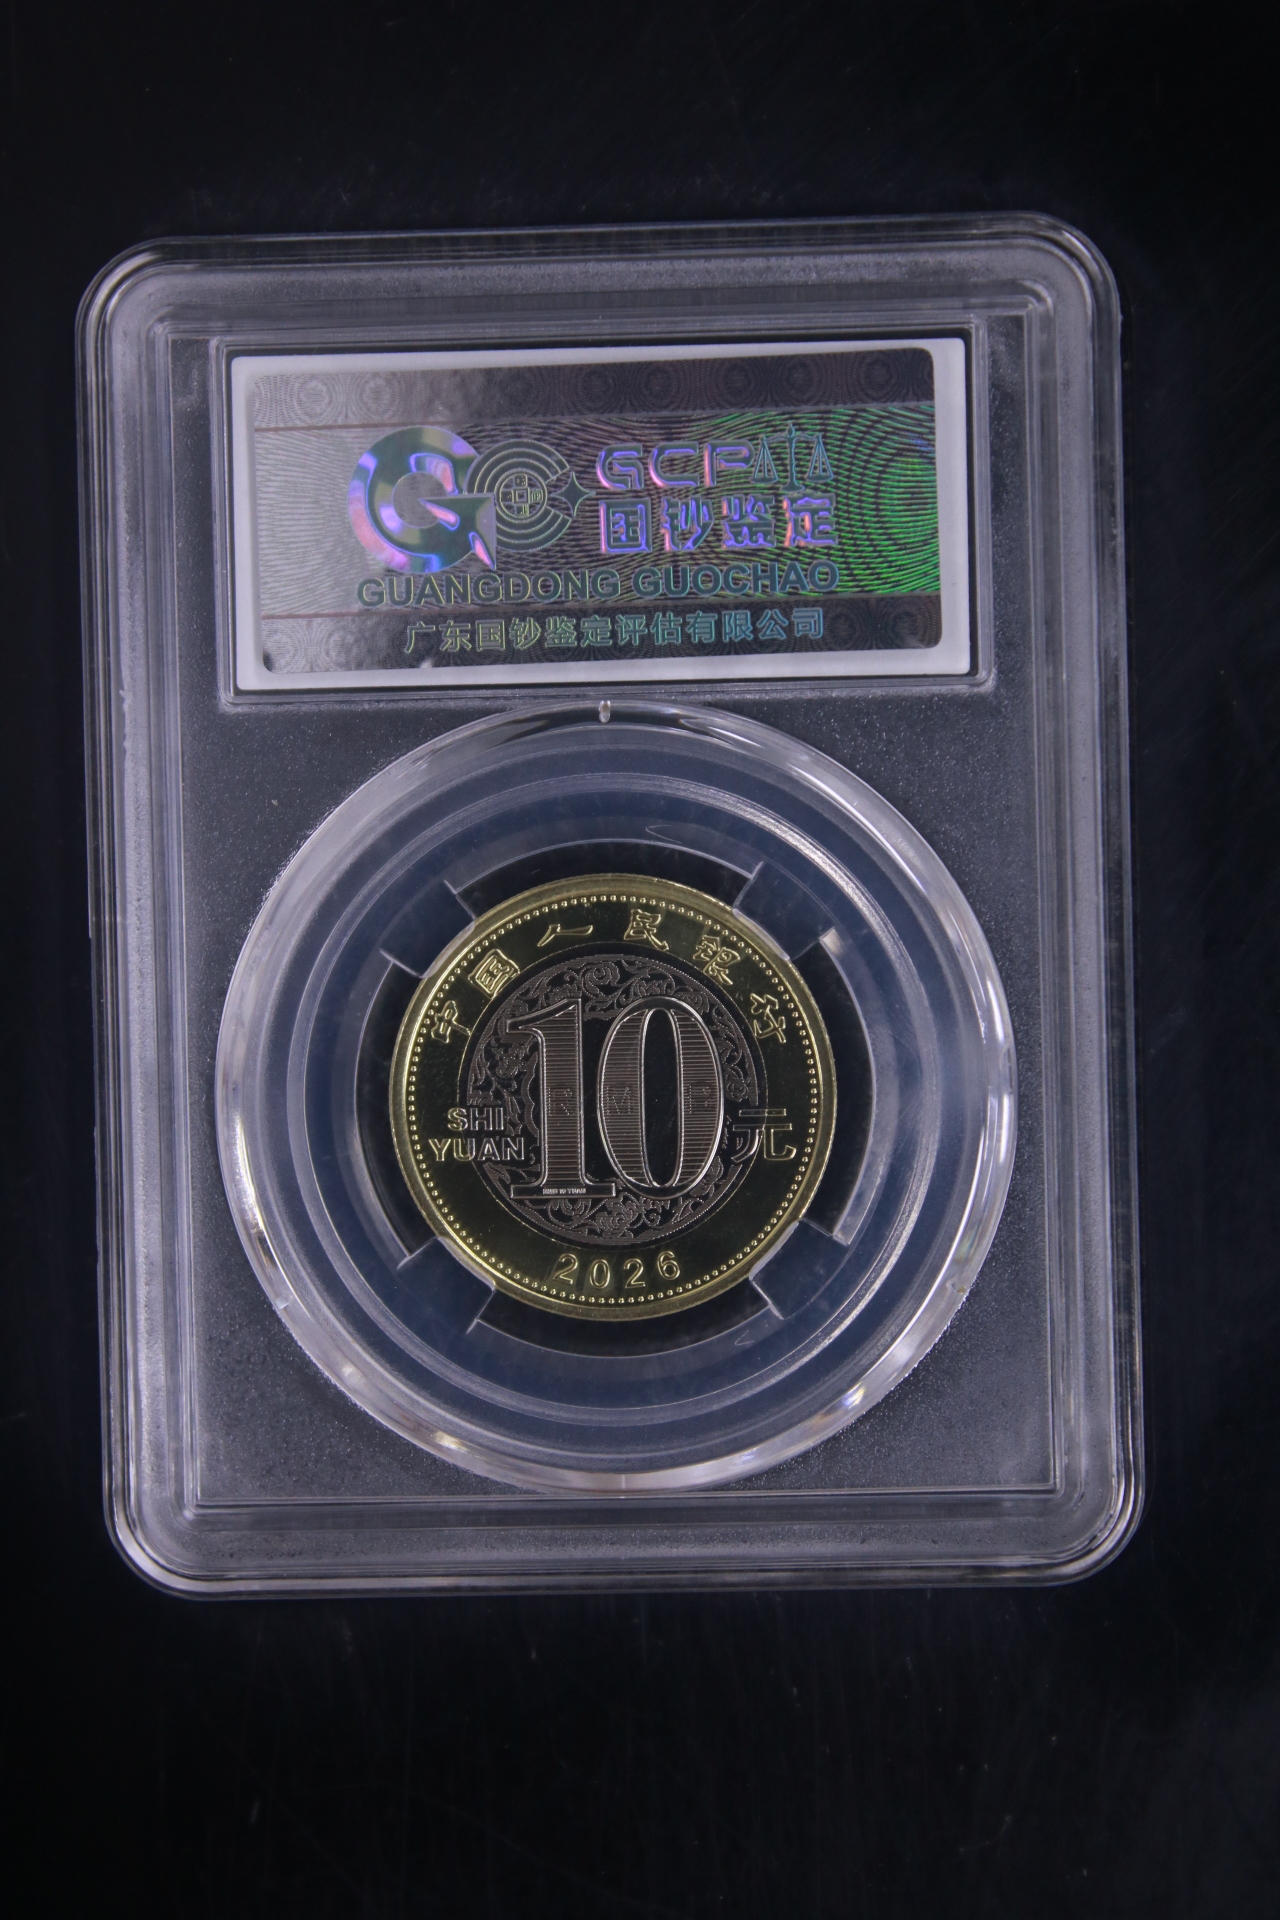 GCP
国钞鉴定
GUANGDONG GUOCHAO
广东国钞鉴定评估有限公司
中国人民银行
10
RMB
SHI
YUAN
元
2026